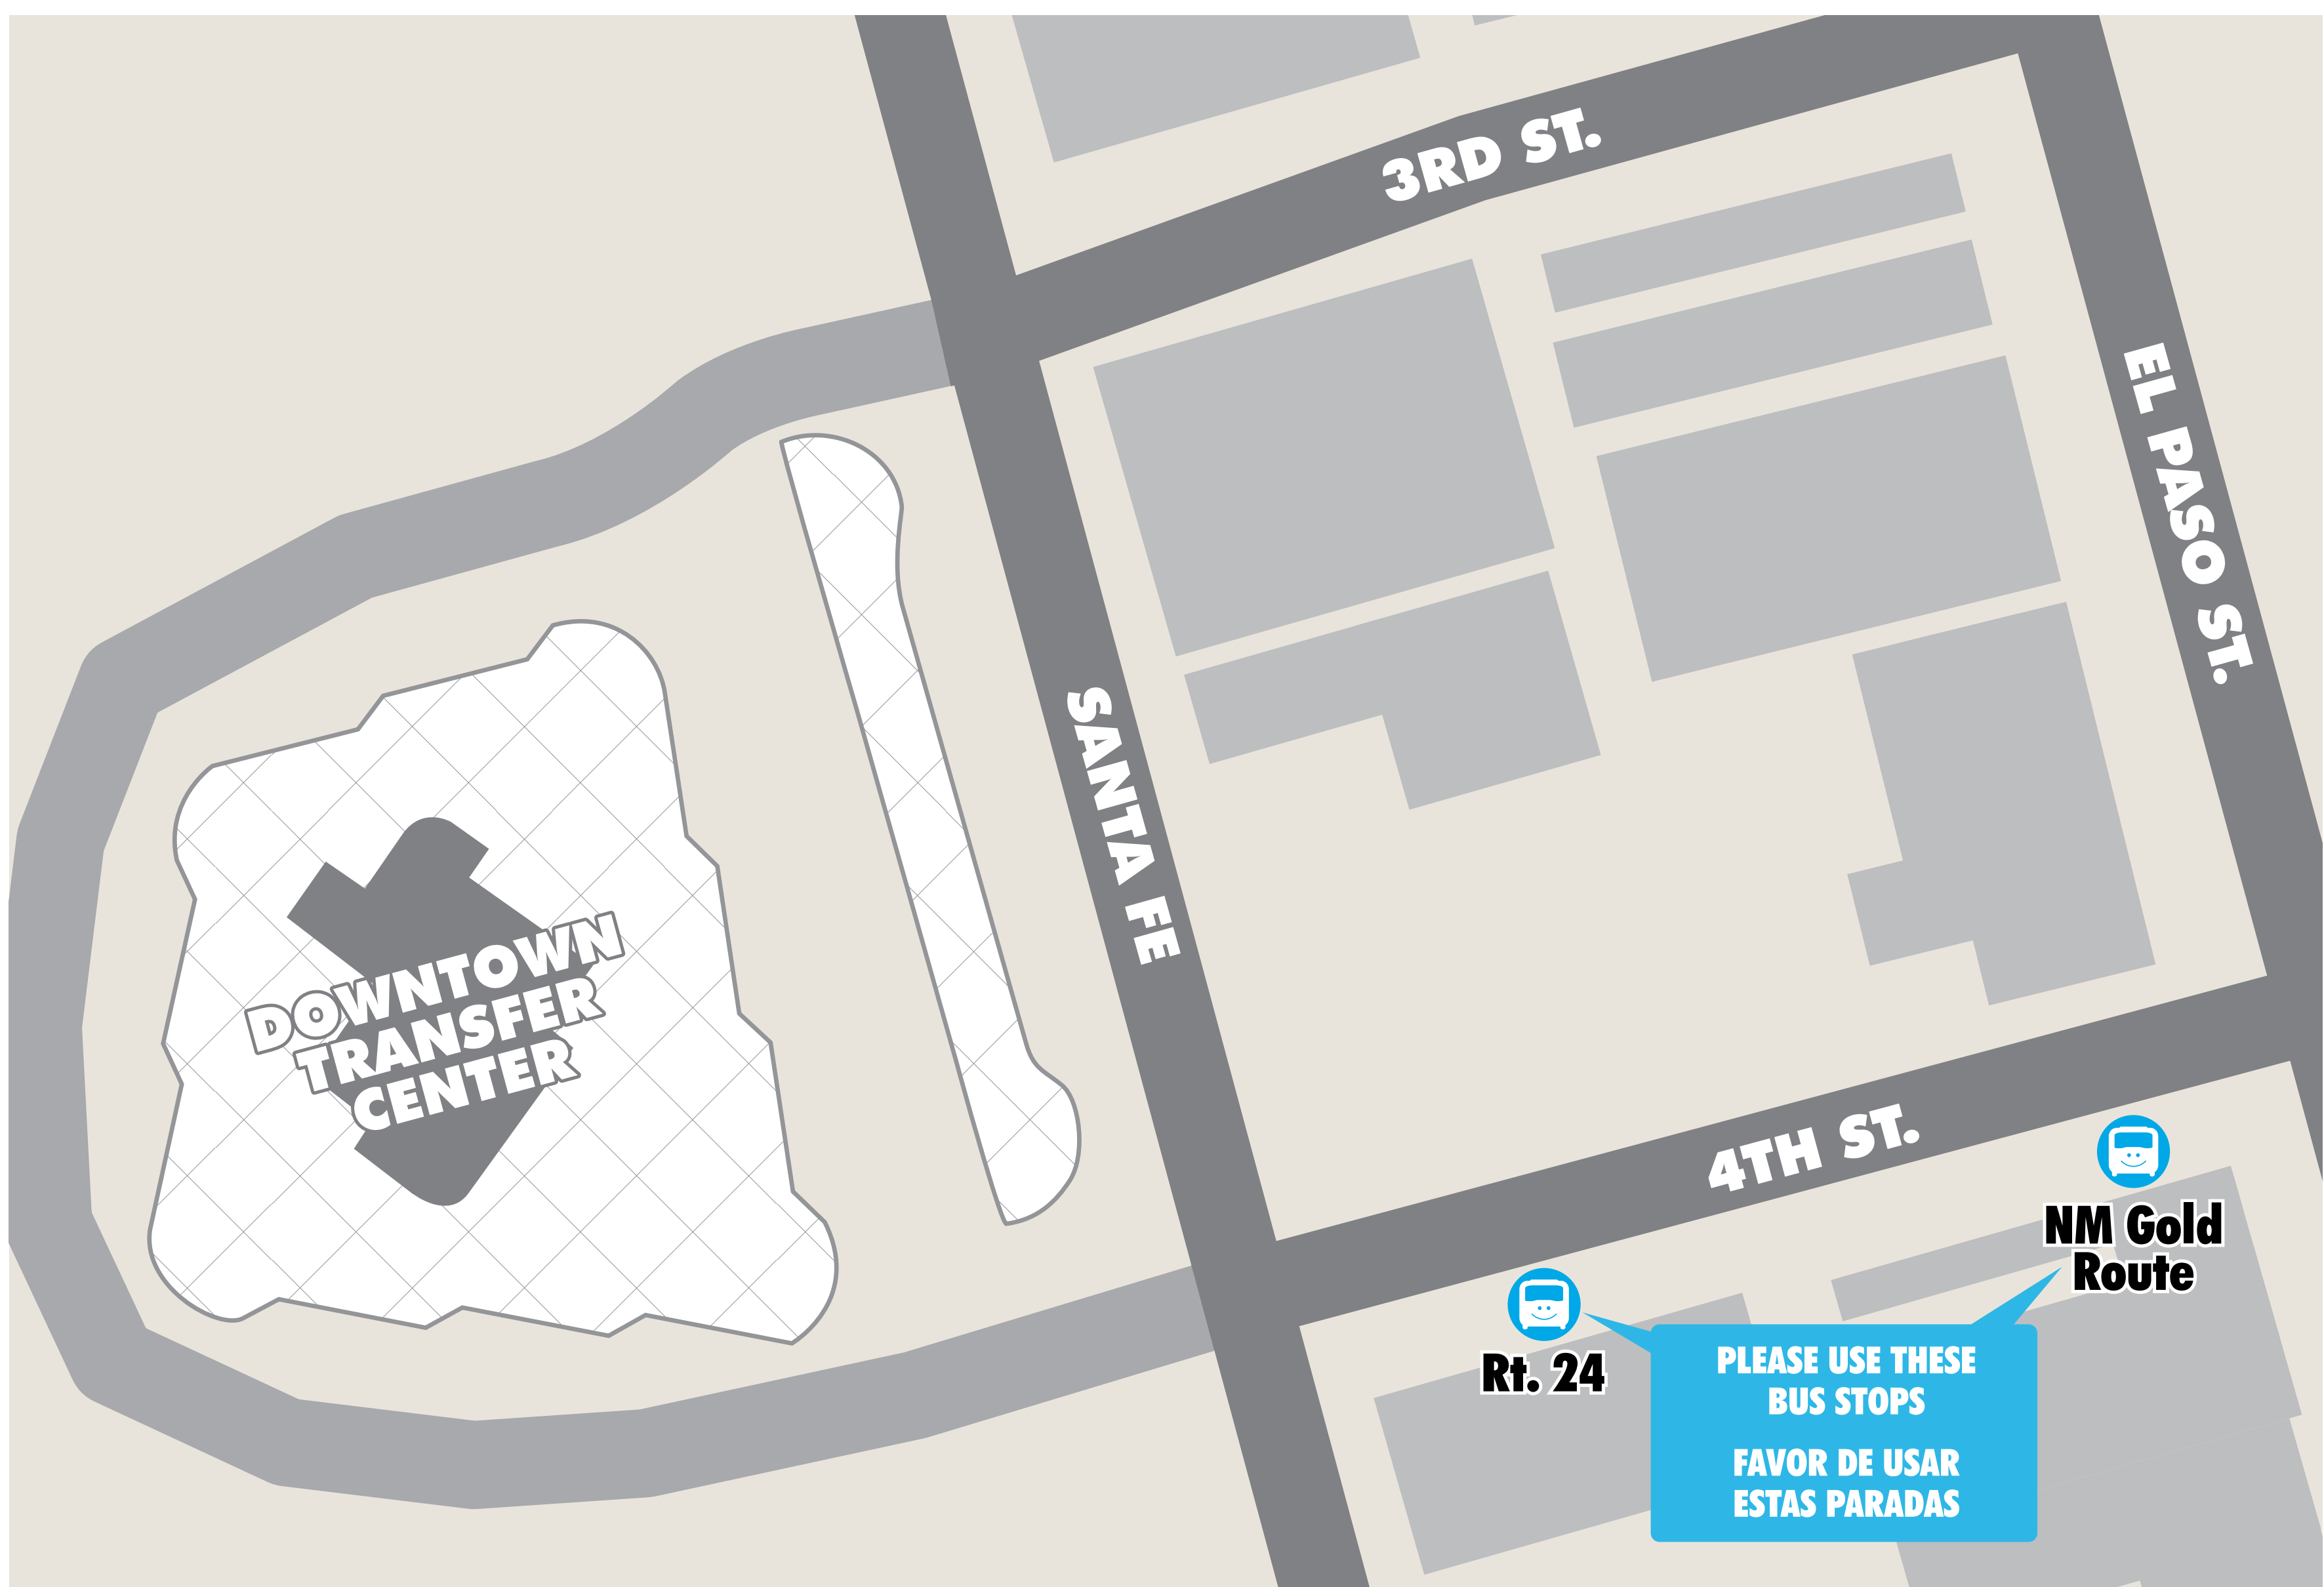 3RD ST.
EL PASO ST.
SANTA FE
DOWNTOWN
TRANSFER
CENTER
4TH ST.
NM Gold
Route
Rt. 24
PLEASE USE THESE
BUS STOPS
FAVOR DE USAR
ESTAS PARADAS